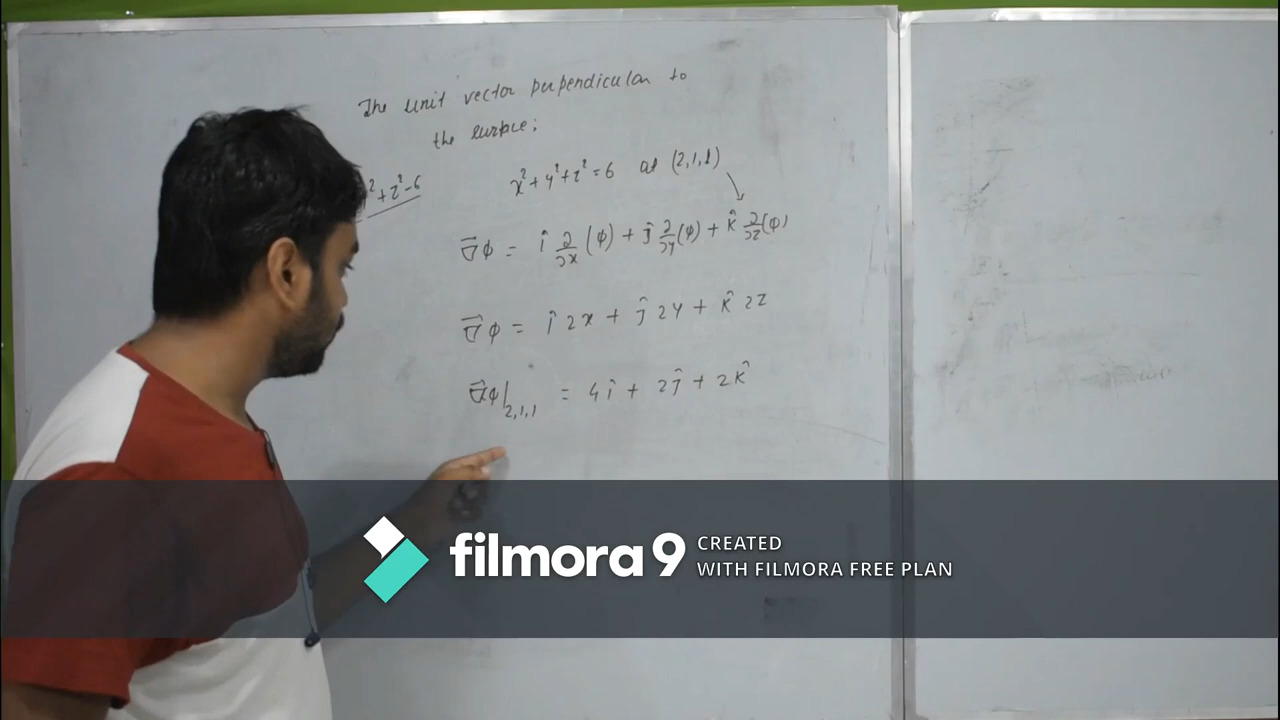 The unit vector perpendicular to
the surface;
x² + y² + z² = 6 at (2,1,1)
² + z² - 6
∇⃗φ = î ∂/∂x (φ) + ĵ ∂/∂y (φ) + k̂ ∂/∂z (φ)
∇⃗φ = î 2x + ĵ 2y + k̂ 2z
∇⃗φ|2,1,1 = 4î + 2ĵ + 2k̂
filmora 9 CREATED
WITH FILMORA FREE PLAN